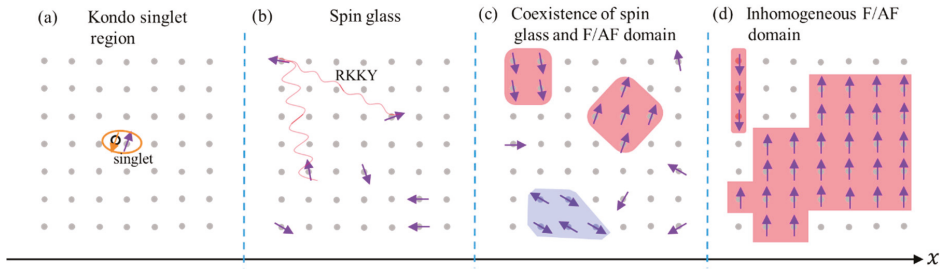 (a) Kondo singlet
region
singlet
(b) Spin glass
RKKY
(c) Coexistence of spin
glass and F/AF domain
(d) Inhomogeneous F/AF
domain
x